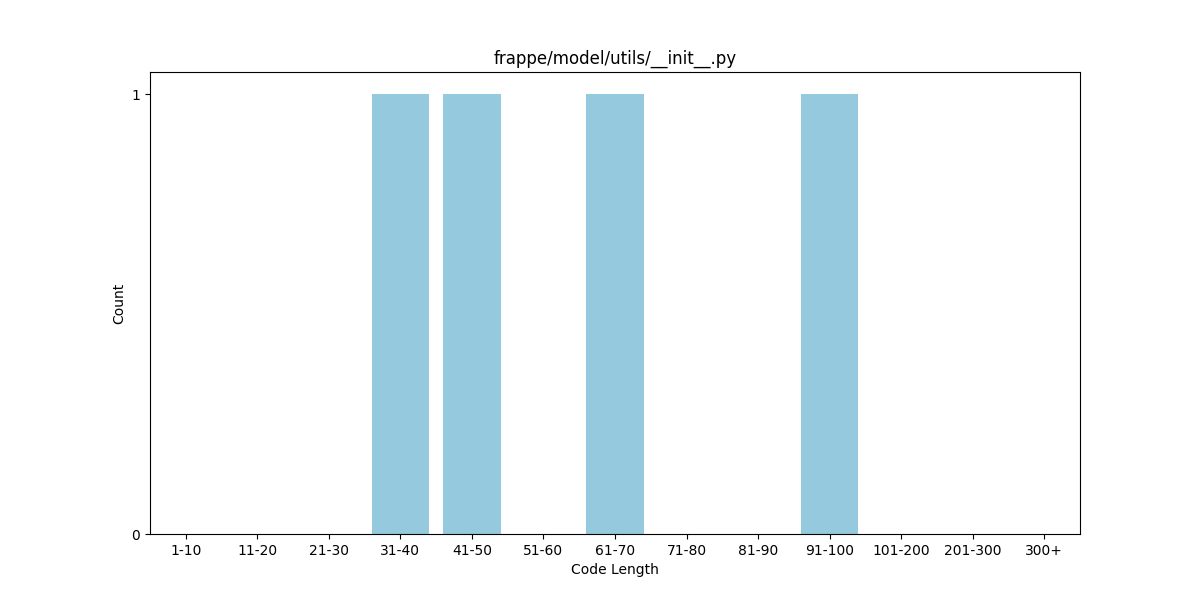 frappe/model/utils/__init__.py
1
Count
0
1-10 11-20 21-30 31-40 41-50 51-60 61-70 71-80 81-90 91-100 101-200 201-300 300+
Code Length